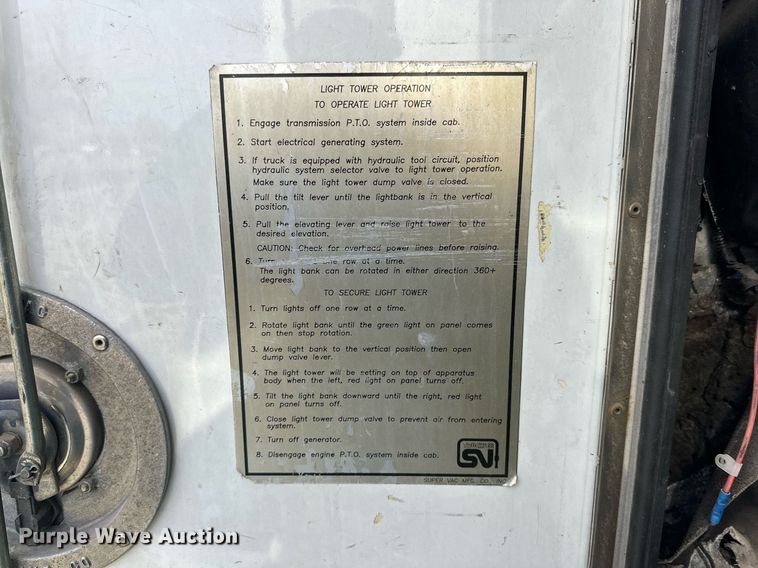 LIGHT TOWER OPERATION
TO OPERATE LIGHT TOWER
1. Engage transmission P.T.O. system inside cab.
2. Start electrical generating system.
3. If truck is equipped with hydraulic tool circuit, position
hydraulic system selector valve to light tower operation.
Make sure the light tower dump valve is closed.
4. Pull the tilt lever until the lightbank is in the vertical
position.
5. Pull the elevating lever and raise light tower to the
desired elevation.
CAUTION: Check for overhead power lines before raising.
6. Turn one row at a time.
The light bank can be rotated in either direction 360+
degrees.
TO SECURE LIGHT TOWER
1. Turn lights off one row at a time.
2. Rotate light bank until the green light on panel comes
on then stop rotation.
3. Move light bank to the vertical position then open
dump valve lever.
4. The light tower will be setting on top of apparatus
body when the left, red light on panel turns off.
5. Tilt the light bank downward until the right, red light
on panel turns off.
6. Close light tower dump valve to prevent air from entering
system.
7. Turn off generator.
8. Disengage engine P.T.O. system inside cab.
SUPER VAC MFG. CO., INC.
Purple Wave Auction